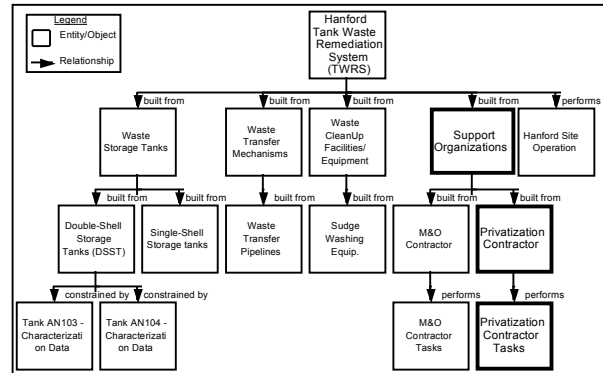 Legend
Entity/Object
Relationship
Hanford
Tank Waste
Remediation
System
(TWRS)
built from
built from
built from
built from
performs
Waste
Storage Tanks
Waste
Transfer
Mechanisms
Waste
CleanUp
Facilities/
Equipment
Support
Organizations
Hanford Site
Operation
built from
built from
built from
built from
built from
built from
Double-Shell
Storage
Tanks (DSST)
Single-Shell
Storage tanks
Waste
Transfer
Pipelines
Sudge
Washing
Equip.
M&O
Contractor
Privatization
Contractor
constrained by
constrained by
performs
performs
Tank AN103 -
Characterizati
on Data
Tank AN104 -
Characterizati
on Data
M&O
Contractor
Tasks
Privatization
Contractor
Tasks